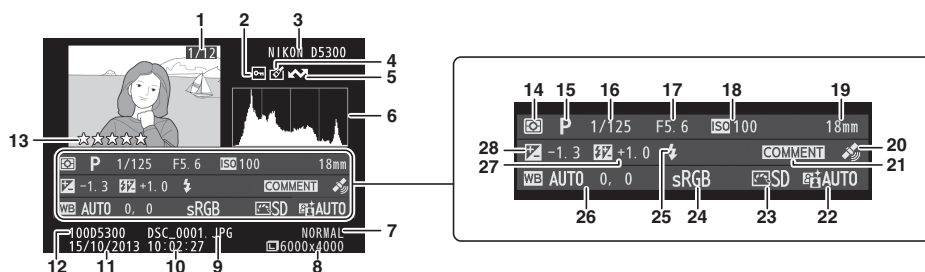 1 2 3
1/12 NIKON D5300
4
5
6
13
P 1/125 F5. 6 ISO 100 18mm
-1. 3 +1. 0 COMMENT
WB AUTO 0, 0 sRGB SD AUTO
100D5300 DSC_0001. JPG NORMAL
15/10/2013 10:02:27 6000x4000
7
12 11 10 9 8
14 15 16 17 18 19
P 1/125 F5. 6 ISO 100 18mm
28 -1. 3 +1. 0 COMMENT 20
27 21
WB AUTO 0, 0 sRGB SD AUTO
26 25 24 23 22